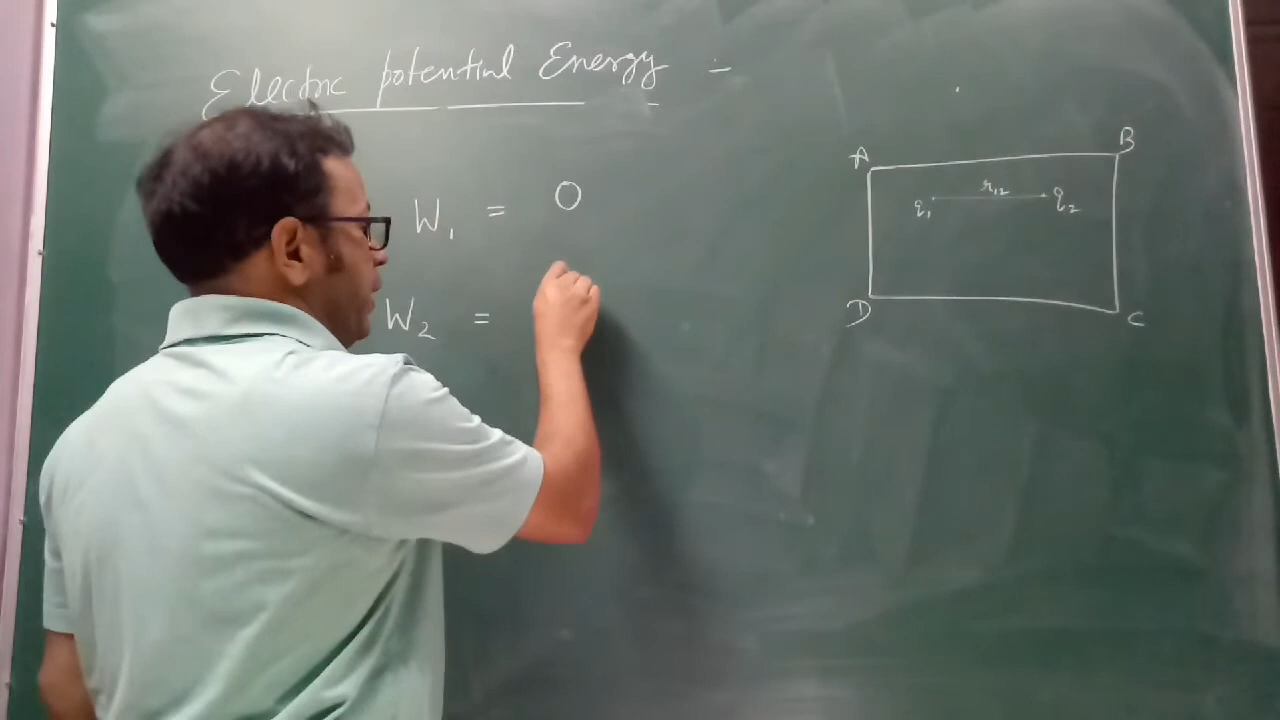 Electric potential Energy :-
W₁ = 0
W₂ =
A B
r₁₂
q₁ q₂
D C